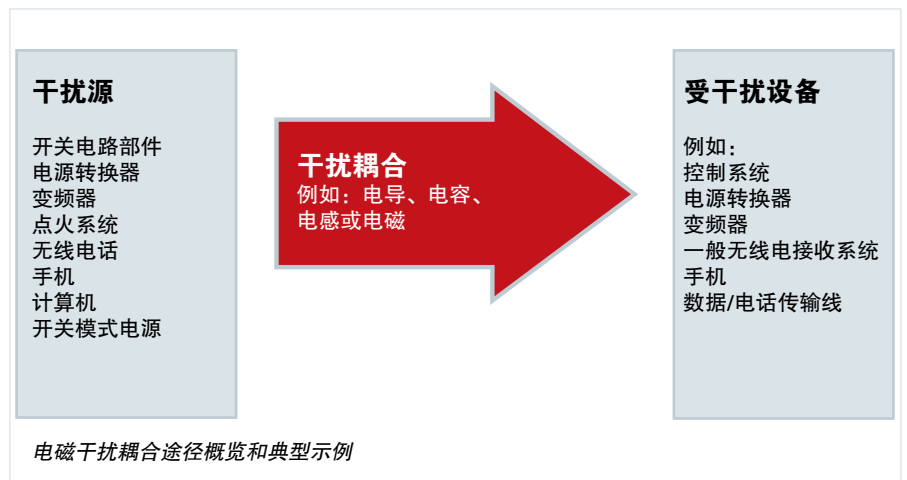 干扰源
开关电路部件
电源转换器
变频器
点火系统
无线电话
手机
计算机
开关模式电源
干扰耦合
例如：电导、电容、
电感或电磁
受干扰设备
例如：
控制系统
电源转换器
变频器
一般无线电接收系统
手机
数据/电话传输线
电磁干扰耦合途径概览和典型示例